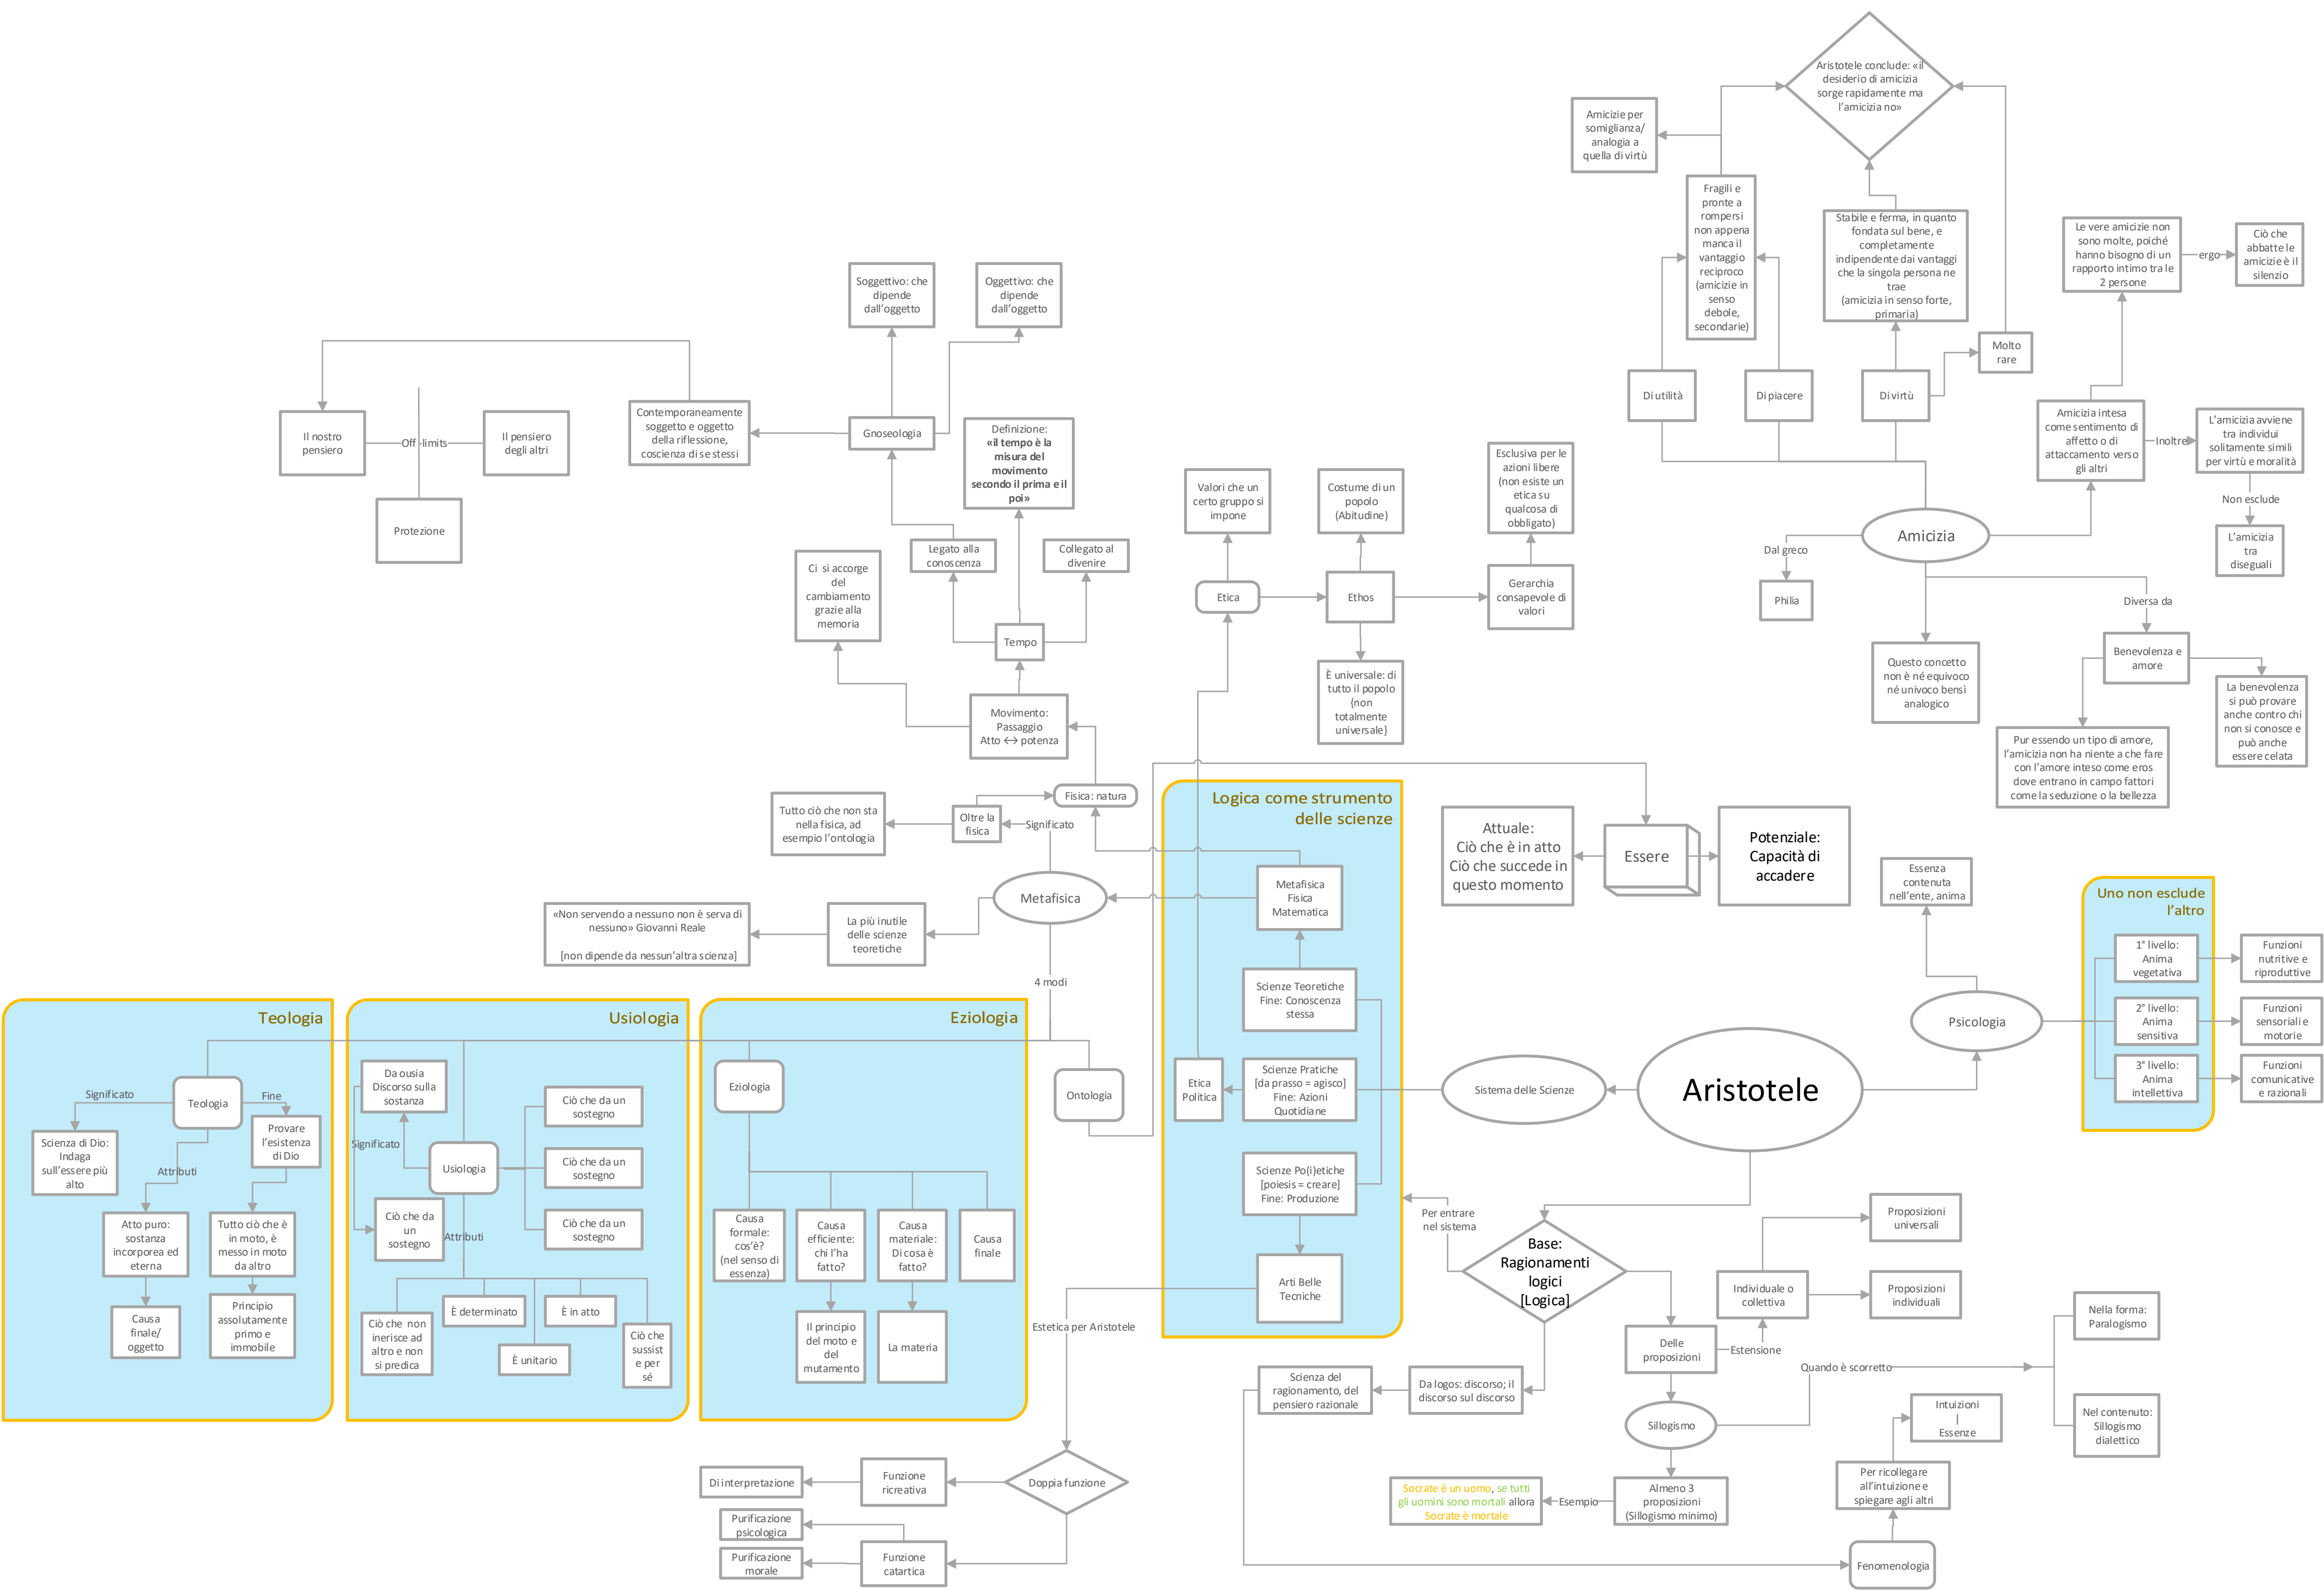 Aristotele conclude: «il
desiderio di amicizia
sorge rapidamente ma
l'amicizia no»
Amicizie per
somiglianza/
analogia a
quella di virtù
Fragili e
pronte a
rompersi
non appena
manca il
vantaggio
reciproco
(amicizie in
senso
debole,
secondarie)
Stabile e ferma, in quanto
fondata sul bene, e
completamente
indipendente dai vantaggi
che la singola persona ne
trae
(amicizia in senso forte,
primaria)
Le vere amicizie non
sono molte, poiché
hanno bisogno di un
rapporto intimo tra le
2 persone
ergo
Ciò che
abbatte le
amicizie è il
silenzio
Molto
rare
Di utilità
Di piacere
Di virtù
Amicizia intesa
come sentimento di
affetto o di
attaccamento verso
gli altri
Inoltre
L'amicizia avviene
tra individui
solitamente simili
per virtù e moralità
Non esclude
L'amicizia
tra
diseguali
Amicizia
Dal greco
Philia
Diversa da
Benevolenza e
amore
Questo concetto
non è né equivoco
né univoco bensì
analogico
La benevolenza
si può provare
anche contro chi
non si conosce e
può anche
essere celata
Pur essendo un tipo di amore,
l'amicizia non ha niente a che fare
con l'amore inteso come eros
dove entrano in campo fattori
come la seduzione o la bellezza
Soggettivo: che
dipende
dall'oggetto
Oggettivo: che
dipende
dall'oggetto
Contemporaneamente
soggetto e oggetto
della riflessione,
coscienza di se stessi
Gnoseologia
Il nostro
pensiero
Off-limits
Il pensiero
degli altri
Protezione
Definizione:
«il tempo è la
misura del
movimento
secondo il prima e il
poi»
Legato alla
conoscenza
Collegato al
divenire
Ci si accorge
del
cambiamento
grazie alla
memoria
Tempo
Movimento:
Passaggio
Atto ↔ potenza
Fisica: natura
Valori che un
certo gruppo si
impone
Costume di un
popolo
(Abitudine)
Esclusiva per le
azioni libere
(non esiste un
etica su
qualcosa di
obbligato)
Etica
Ethos
Gerarchia
consapevole di
valori
È universale: di
tutto il popolo
{non
totalmente
universale}
Tutto ciò che non sta
nella fisica, ad
esempio l'ontologia
Oltre la
fisica
Significato
Metafisica
«Non servendo a nessuno non è serva di
nessuno» Giovanni Reale
[non dipende da nessun'altra scienza]
La più inutile
delle scienze
teoretiche
4 modi
Logica come strumento
delle scienze
Metafisica
Fisica
Matematica
Scienze Teoretiche
Fine: Conoscenza
stessa
Etica
Politica
Scienze Pratiche
[da prasso = agisco]
Fine: Azioni
Quotidiane
Scienze Po(i)etiche
[poiesis = creare]
Fine: Produzione
Arti Belle
Tecniche
Attuale:
Ciò che è in atto
Ciò che succede in
questo momento
Essere
Potenziale:
Capacità di
accadere
Essenza
contenuta
nell'ente, anima
Uno non esclude
l'altro
1° livello:
Anima
vegetativa
Funzioni
nutritive e
riproduttive
Psicologia
2° livello:
Anima
sensitiva
Funzioni
sensoriali e
motorie
3° livello:
Anima
intellettiva
Funzioni
comunicative
e razionali
Sistema delle Scienze
Aristotele
Teologia
Teologia
Significato
Fine
Scienza di Dio:
Indaga
sull'essere più
alto
Provare
l'esistenza
di Dio
Attributi
Atto puro:
sostanza
incorporea ed
eterna
Tutto ciò che è
in moto, è
messo in moto
da altro
Causa
finale/
oggetto
Principio
assolutamente
primo e
immobile
Usiologia
Da ousia
Discorso sulla
sostanza
Significato
Usiologia
Ciò che da un
sostegno
Ciò che da un
sostegno
Ciò che da un
sostegno
Ciò che da
un
sostegno
Attributi
Ciò che non
inerisce ad
altro e non
si predica
È determinato
È unitario
È in atto
Ciò che
sussist
e per
sé
Eziologia
Eziologia
Ontologia
Causa
formale:
cos'è?
(nel senso di
essenza)
Causa
efficiente:
chi l'ha
fatto?
Causa
materiale:
Di cosa è
fatto?
Causa
finale
Il principio
del moto e
del
mutamento
La materia
Estetica per Aristotele
Doppia funzione
Funzione
ricreativa
Di interpretazione
Funzione
catartica
Purificazione
psicologica
Purificazione
morale
Per entrare
nel sistema
Base:
Ragionamenti
logici
[Logica]
Proposizioni
universali
Individuale o
collettiva
Proposizioni
individuali
Delle
proposizioni
Estensione
Da logos: discorso; il
discorso sul discorso
Scienza del
ragionamento, del
pensiero razionale
Sillogismo
Quando è scorretto
Nella forma:
Paralogismo
Nel contenuto:
Sillogismo
dialettico
Almeno 3
proposizioni
(Sillogismo minimo)
Esempio
Socrate è un uomo, se tutti
gli uomini sono mortali allora
Socrate è mortale
Intuizioni
|
Essenze
Per ricollegare
all'intuizione e
spiegare agli altri
Fenomenologia